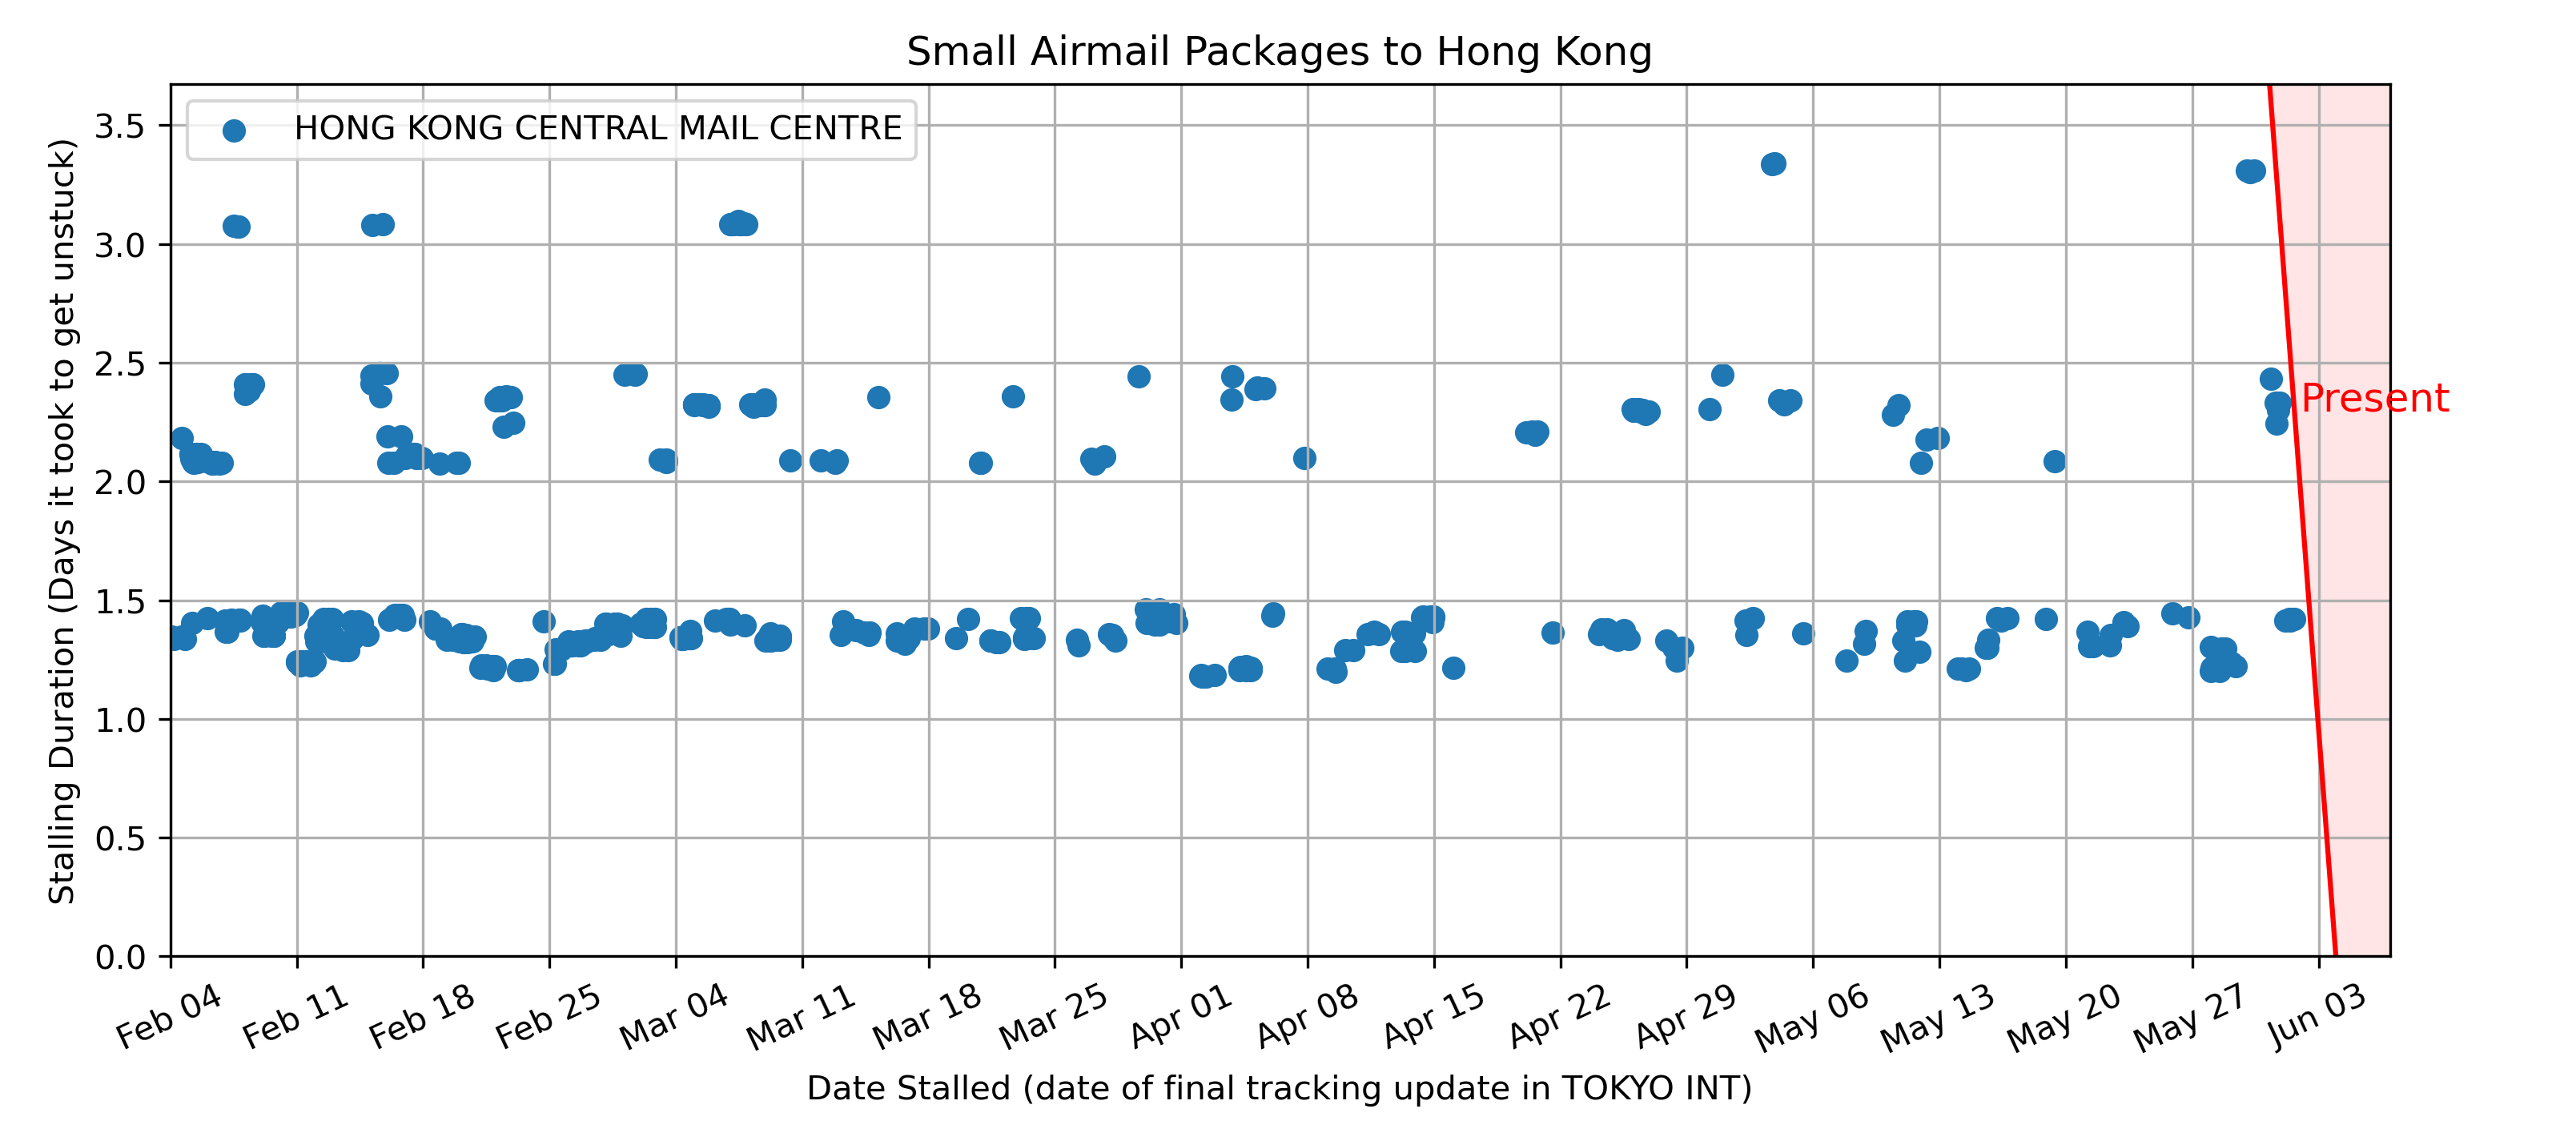 Small Airmail Packages to Hong Kong
HONG KONG CENTRAL MAIL CENTRE
Stalling Duration (Days it took to get unstuck)
3.5
3.0
2.5
2.0
1.5
1.0
0.5
0.0
Present
Feb 04 Feb 11 Feb 18 Feb 25 Mar 04 Mar 11 Mar 18 Mar 25 Apr 01 Apr 08 Apr 15 Apr 22 Apr 29 May 06 May 13 May 20 May 27 Jun 03
Date Stalled (date of final tracking update in TOKYO INT)